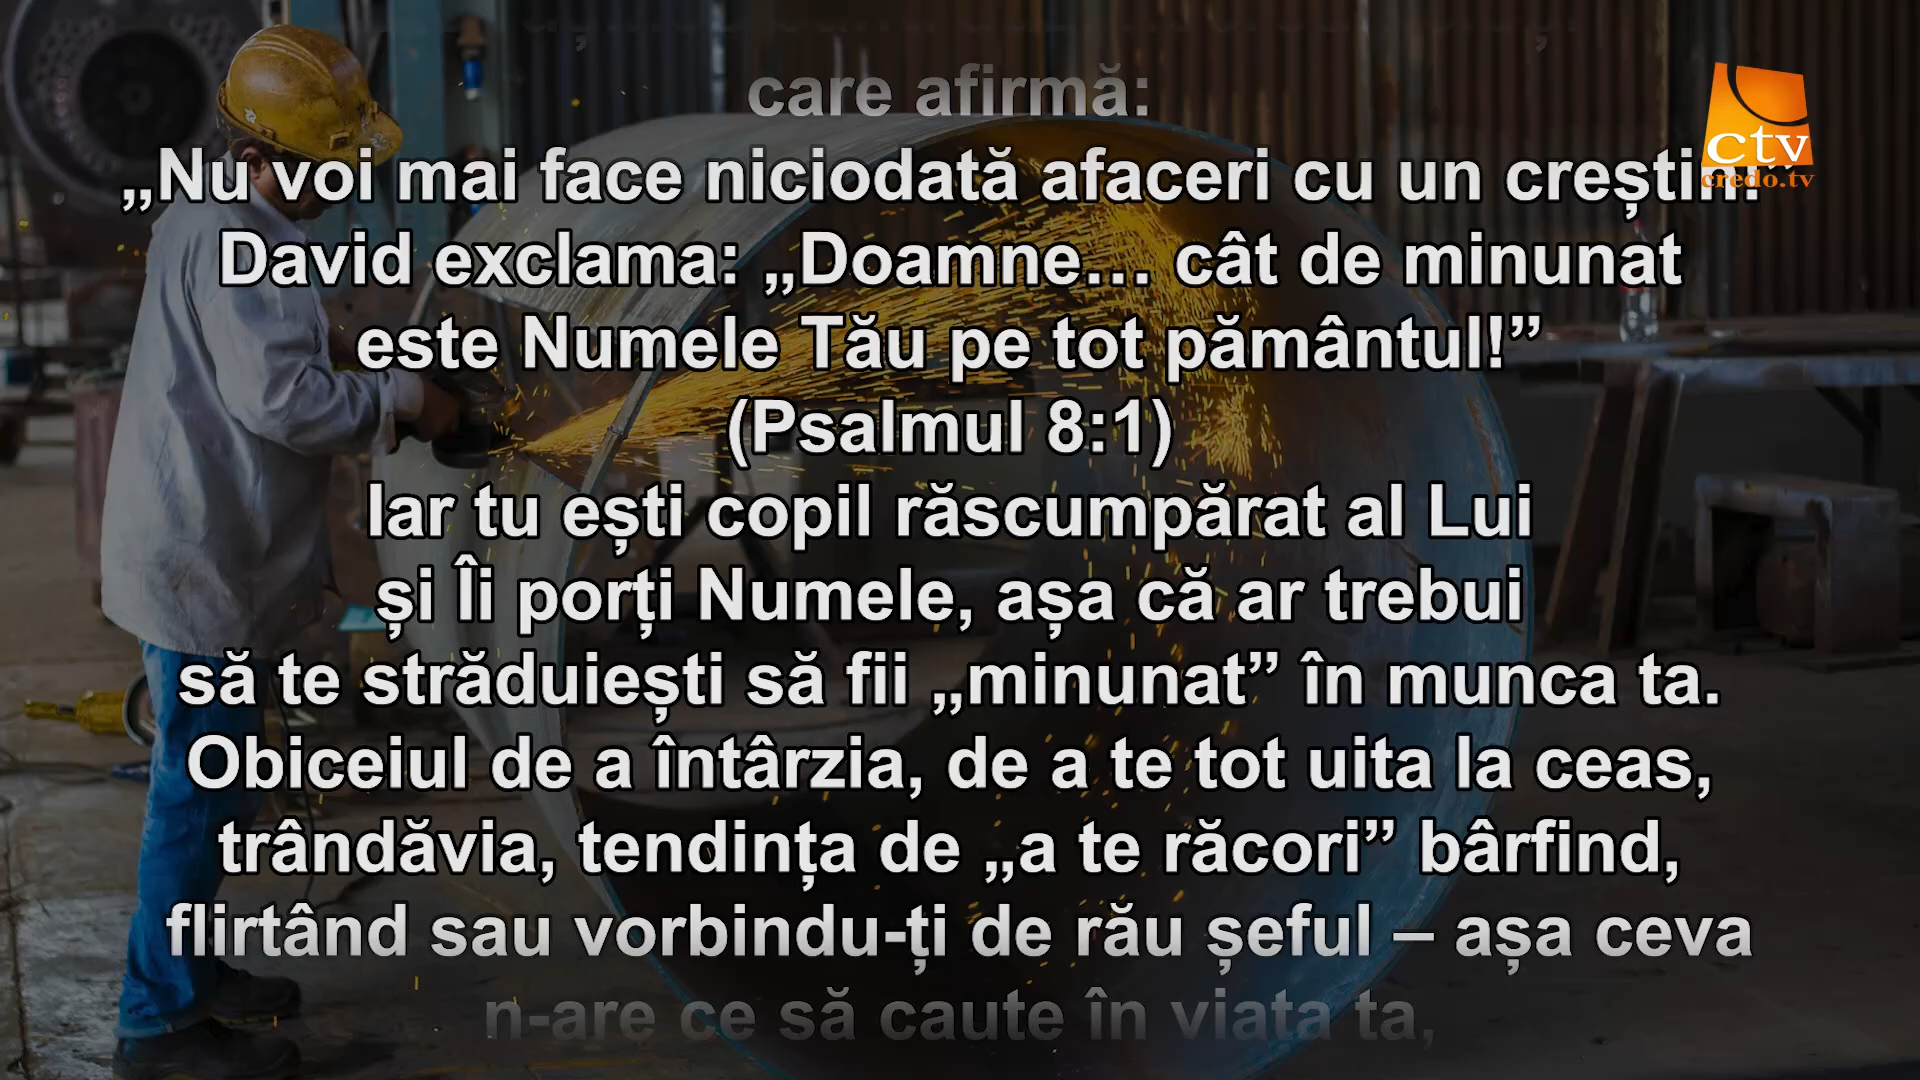 care afirmă:
„Nu voi mai face niciodată afaceri cu un creștin!”
David exclama: „Doamne… cât de minunat
este Numele Tău pe tot pământul!”
(Psalmul 8:1)
Iar tu ești copil răscumpărat al Lui
și Îi porți Numele, așa că ar trebui
să te străduiești să fii „minunat” în munca ta.
Obiceiul de a întârzia, de a te tot uita la ceas,
trândăvia, tendința de „a te răcori” bârfind,
flirtând sau vorbindu-ți de rău șeful – așa ceva
n-are ce să caute în viața ta,
ctv
credo.tv